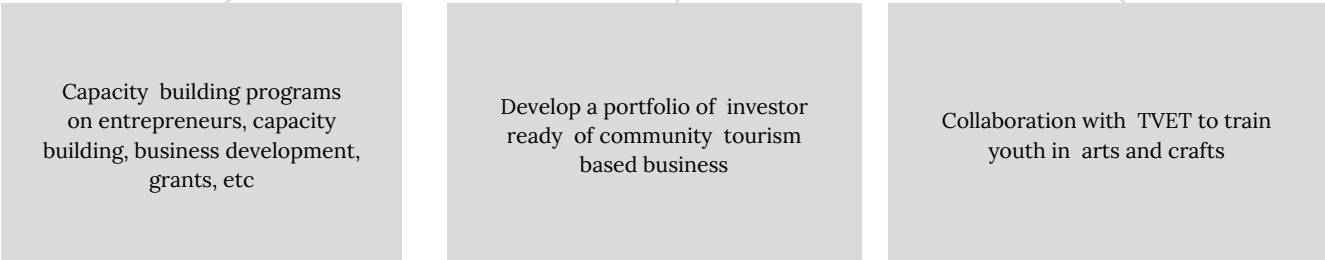 Capacity building programs
on entrepreneurs, capacity
building, business development,
grants, etc
Develop a portfolio of investor
ready of community tourism
based business
Collaboration with TVET to train
youth in arts and crafts